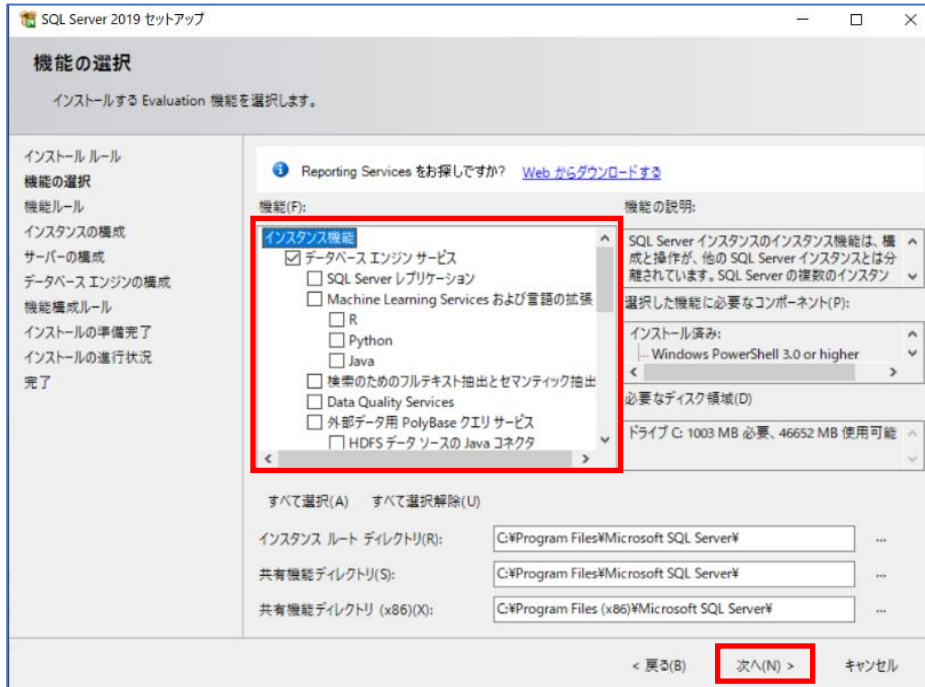 SQL Server 2019 セットアップ
機能の選択
インストールする Evaluation 機能を選択します。
インストール ルール
機能の選択
機能ルール
インスタンスの構成
サーバーの構成
データベース エンジンの構成
機能構成ルール
インストールの準備完了
インストールの進行状況
完了
Reporting Services をお探しですか? Web からダウンロードする
機能(F):
インスタンス機能
データベース エンジン サービス
SQL Server レプリケーション
Machine Learning Services および言語の拡張
R
Python
Java
検索のためのフルテキスト抽出とセマンティック抽出
Data Quality Services
外部データ用 PolyBase クエリ サービス
HDFS データ ソースの Java コネクタ
機能の説明:
SQL Server インスタンスのインスタンス機能は、構
成と操作が、他の SQL Server インスタンスとは分
離されています。SQL Server の複数のインスタン
選択した機能に必要なコンポーネント(P):
インストール済み:
Windows PowerShell 3.0 or higher
必要なディスク領域(D)
ドライブ C: 1003 MB 必要、46652 MB 使用可能
すべて選択(A) すべて選択解除(U)
インスタンス ルート ディレクトリ(R): C:¥Program Files¥Microsoft SQL Server¥ ...
共有機能ディレクトリ(S): C:¥Program Files¥Microsoft SQL Server¥ ...
共有機能ディレクトリ (x86)(X): C:¥Program Files (x86)¥Microsoft SQL Server¥ ...
< 戻る(B) 次へ(N) > キャンセル